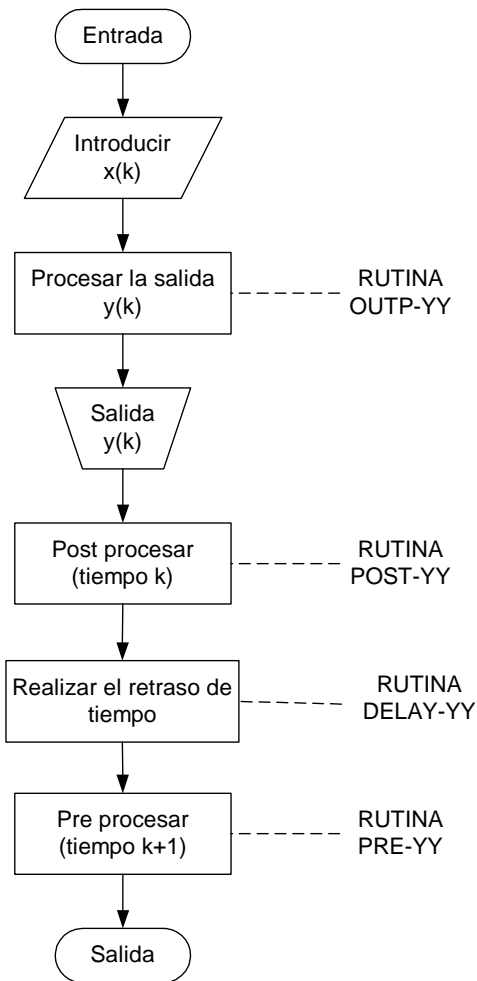 Entrada
Introducir
x(k)
Procesar la salida
y(k)
RUTINA
OUTP-YY
Salida
y(k)
Post procesar
(tiempo k)
RUTINA
POST-YY
Realizar el retraso de
tiempo
RUTINA
DELAY-YY
Pre procesar
(tiempo k+1)
RUTINA
PRE-YY
Salida